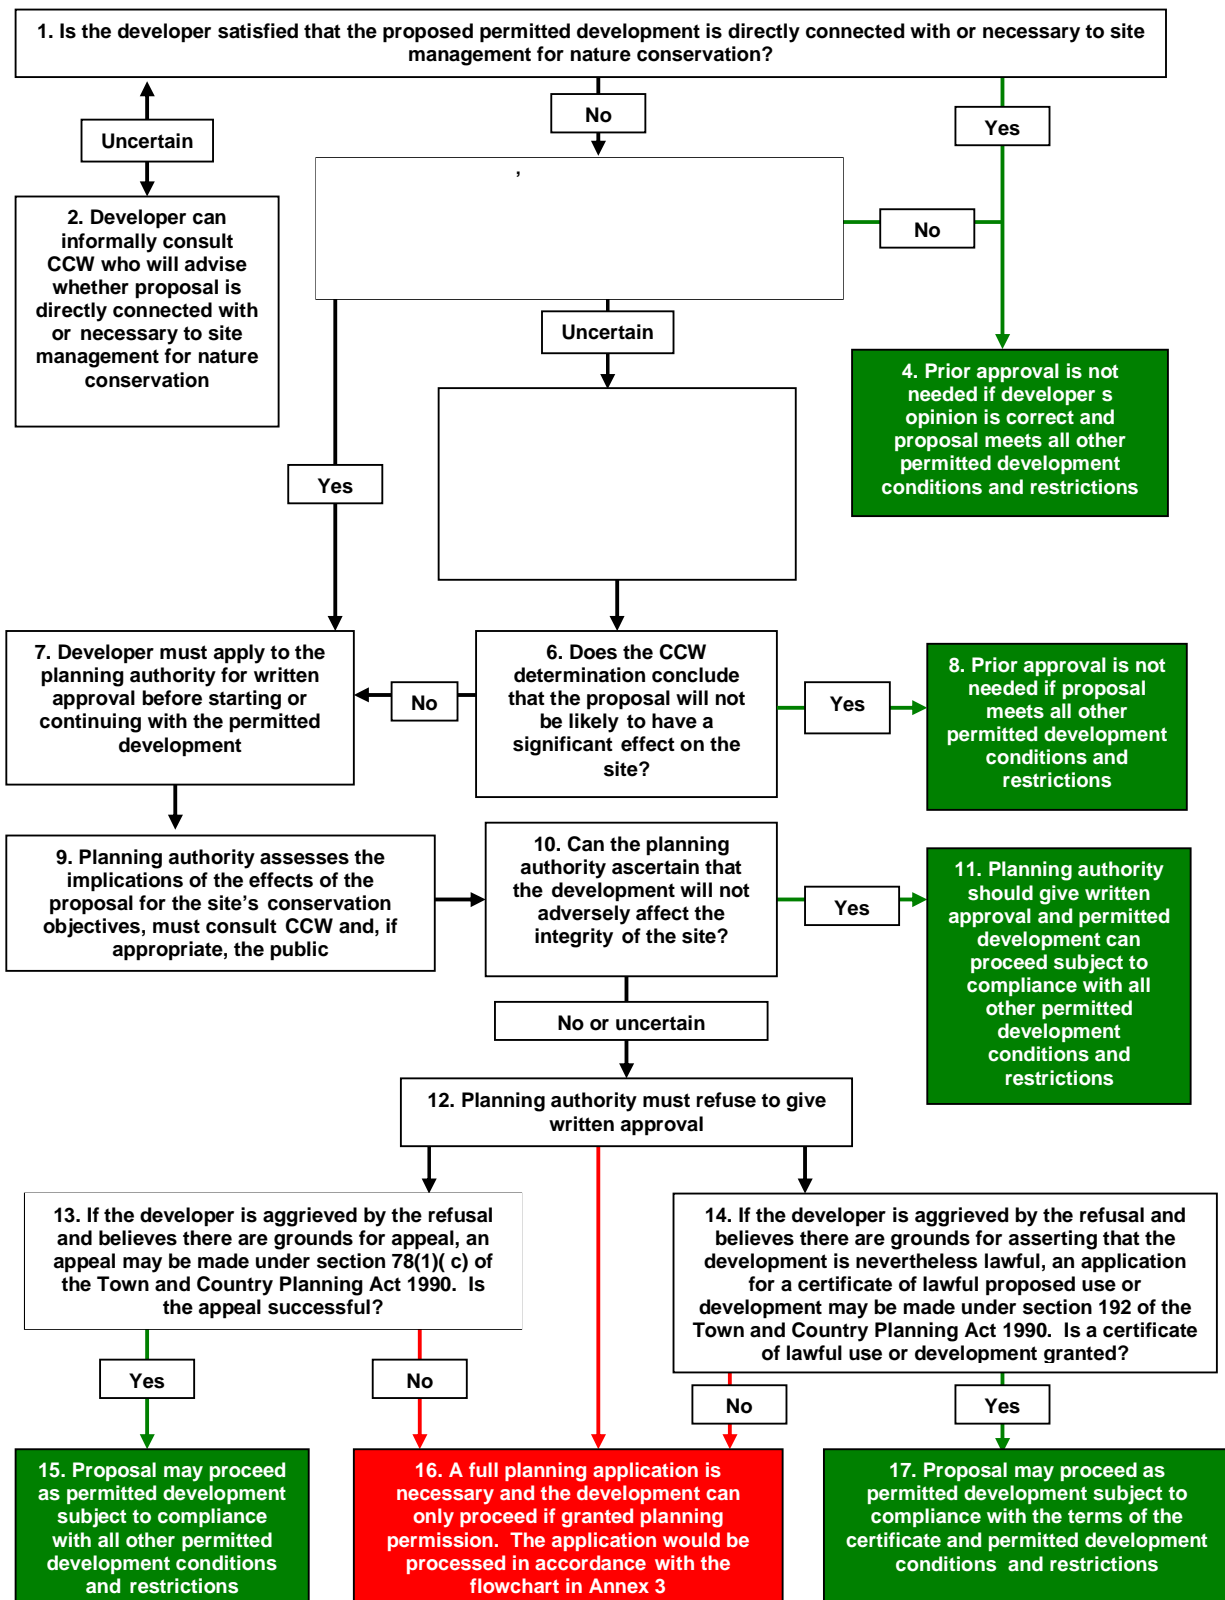 1. Is the developer satisfied that the proposed permitted development is directly connected with or necessary to site
management for nature conservation?
No
Yes
Uncertain
,
2. Developer can
informally consult
CCW who will advise
whether proposal is
directly connected with
or necessary to site
management for nature
conservation
No
Uncertain
4. Prior approval is not
needed if developer s
opinion is correct and
proposal meets all other
permitted development
conditions and restrictions
Yes
7. Developer must apply to the
planning authority for written
approval before starting or
continuing with the permitted
development
No
6. Does the CCW
determination conclude
that the proposal will not
be likely to have a
significant effect on the
site?
Yes
8. Prior approval is not
needed if proposal
meets all other
permitted development
conditions and
restrictions
9. Planning authority assesses the
implications of the effects of the
proposal for the site’s conservation
objectives, must consult CCW and, if
appropriate, the public
10. Can the planning
authority ascertain that
the development will not
adversely affect the
integrity of the site?
Yes
11. Planning authority
should give written
approval and permitted
development can
proceed subject to
compliance with all
other permitted
development
conditions and
restrictions
No or uncertain
12. Planning authority must refuse to give
written approval
13. If the developer is aggrieved by the refusal
and believes there are grounds for appeal, an
appeal may be made under section 78(1)( c) of
the Town and Country Planning Act 1990. Is
the appeal successful?
14. If the developer is aggrieved by the refusal and
believes there are grounds for asserting that the
development is nevertheless lawful, an application
for a certificate of lawful proposed use or
development may be made under section 192 of the
Town and Country Planning Act 1990. Is a certificate
of lawful use or development granted?
Yes
No
No
Yes
15. Proposal may proceed
as permitted development
subject to compliance
with all other permitted
development conditions
and restrictions
16. A full planning application is
necessary and the development can
only proceed if granted planning
permission. The application would be
processed in accordance with the
flowchart in Annex 3
17. Proposal may proceed as
permitted development subject to
compliance with the terms of the
certificate and permitted development
conditions and restrictions